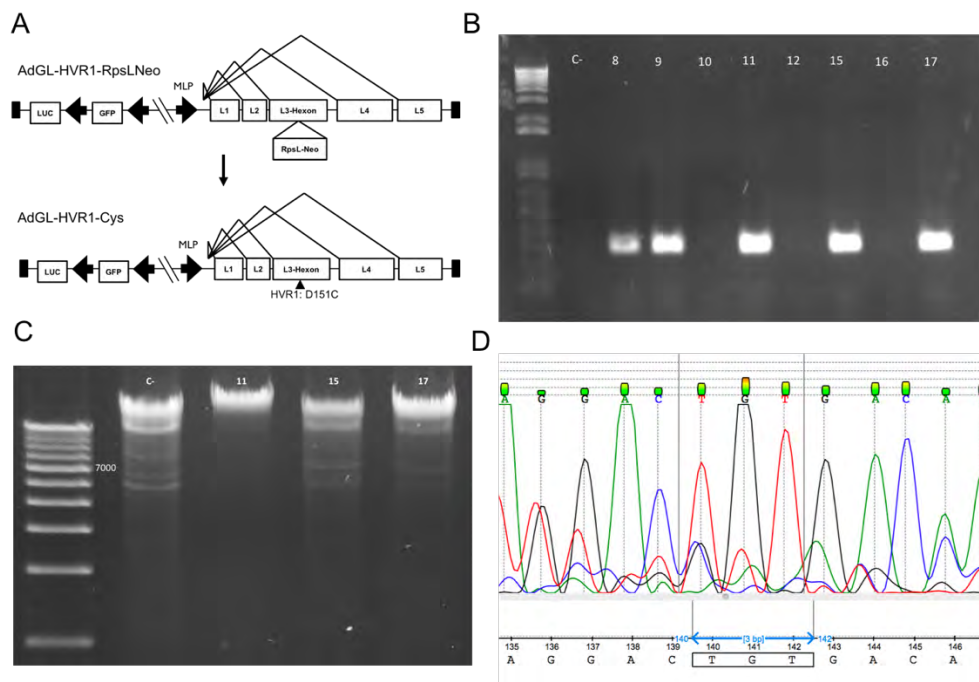 A
AdGL-HVR1-RpsLNeo
MLP
LUC
GFP
L1
L2
L3-Hexon
L4
L5
RpsL-Neo
AdGL-HVR1-Cys
MLP
LUC
GFP
L1
L2
L3-Hexon
L4
L5
HVR1: D151C
B
C- 8 9 10 11 12 15 16 17
C
C- 11 15 17
7000
D
A G G A C T G T G A C A
140 [3 bp] 142
135 136 137 138 139 140 141 142 143 144 145 146
A G G A C T G T G A C A